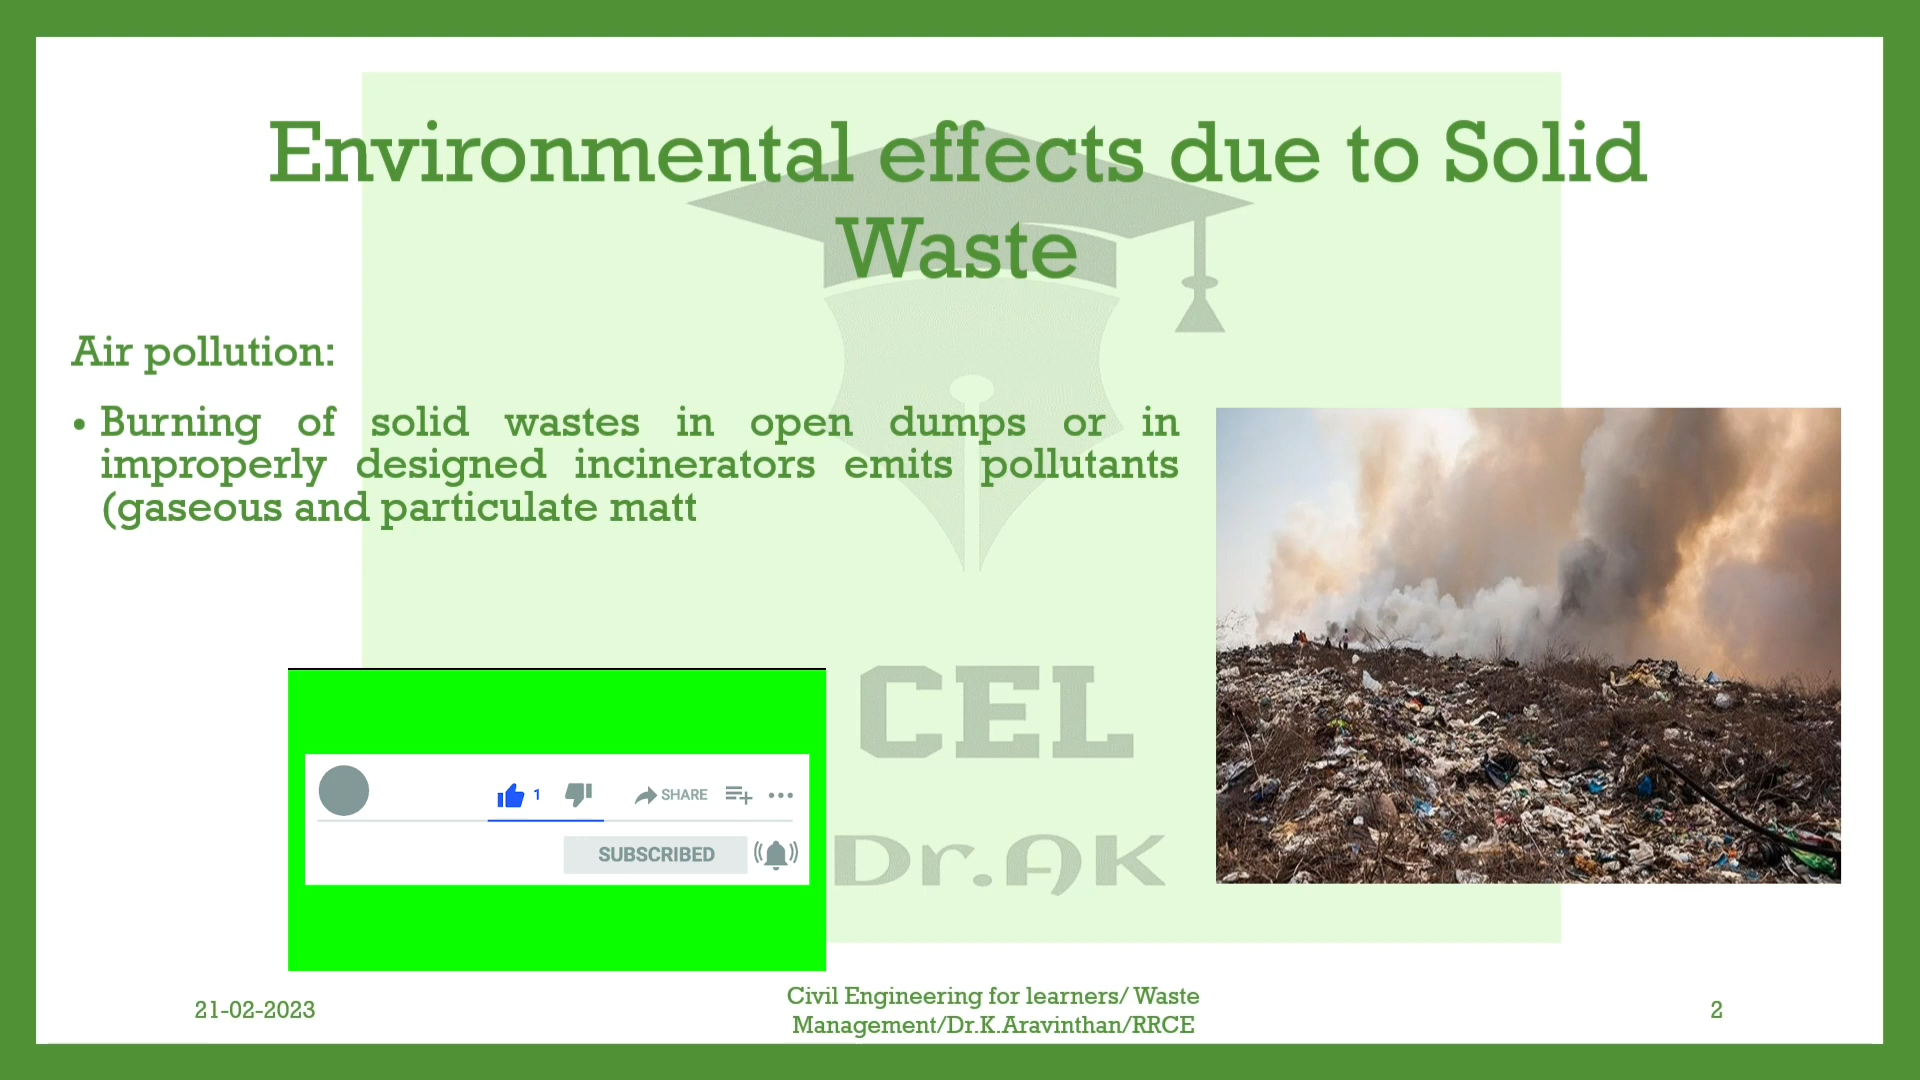 Environmental effects due to Solid
Waste
Air pollution:
• Burning of solid wastes in open dumps or in
improperly designed incinerators emits pollutants
(gaseous and particulate matt
CEL
Dr.AK
1
SHARE
SUBSCRIBED
21-02-2023
Civil Engineering for learners/ Waste
Management/Dr.K.Aravinthan/RRCE
2